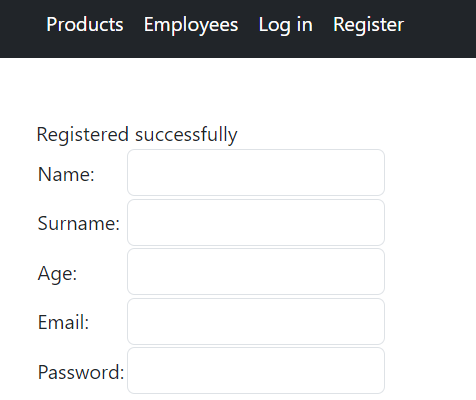 Products Employees Log in Register
Registered successfully
Name:
Surname:
Age:
Email:
Password: